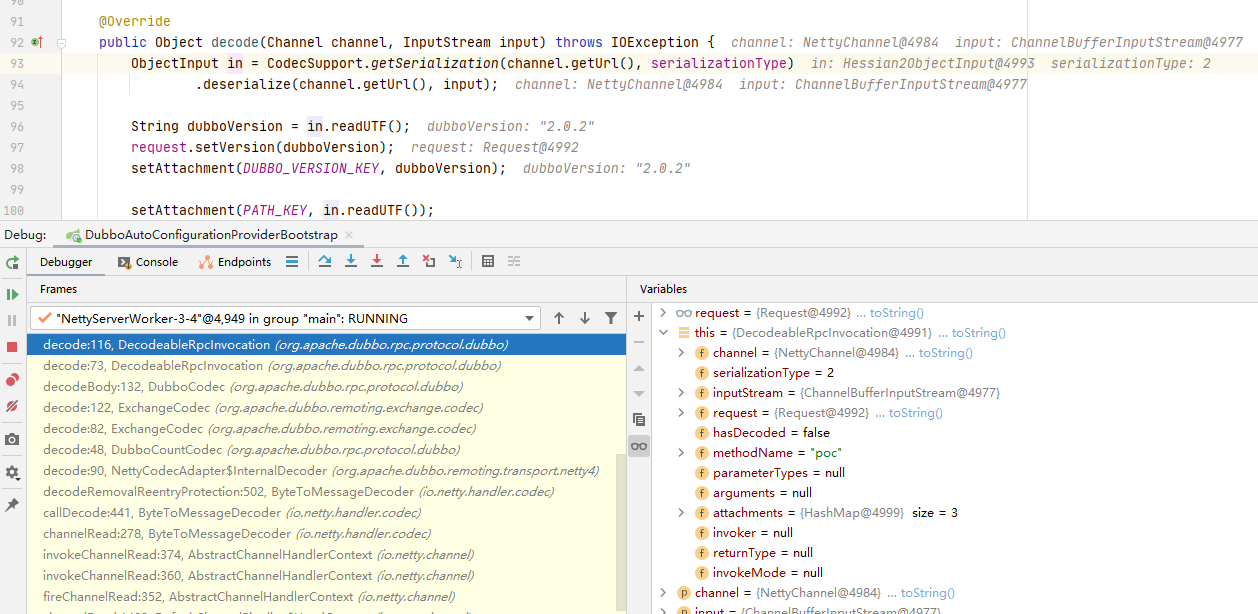 90
91 @Override
92 public Object decode(Channel channel, InputStream input) throws IOException { channel: NettyChannel@4984 input: ChannelBufferInputStream@4977
93 ObjectInput in = CodecSupport.getSerialization(channel.getUrl(), serializationType) in: Hessian2ObjectInput@4993 serializationType: 2
94 .deserialize(channel.getUrl(), input); channel: NettyChannel@4984 input: ChannelBufferInputStream@4977
95
96 String dubboVersion = in.readUTF(); dubboVersion: "2.0.2"
97 request.setVersion(dubboVersion); request: Request@4992
98 setAttachment(DUBBO_VERSION_KEY, dubboVersion); dubboVersion: "2.0.2"
99
100 setAttachment(PATH_KEY, in.readUTF());
Debug: DubboAutoConfigurationProviderBootstrap
Debugger Console Endpoints
Frames
"NettyServerWorker-3-4"@4,949 in group "main": RUNNING
decode:116, DecodeableRpcInvocation (org.apache.dubbo.rpc.protocol.dubbo)
decode:73, DecodeableRpcInvocation (org.apache.dubbo.rpc.protocol.dubbo)
decodeBody:132, DubboCodec (org.apache.dubbo.rpc.protocol.dubbo)
decode:122, ExchangeCodec (org.apache.dubbo.remoting.exchange.codec)
decode:82, ExchangeCodec (org.apache.dubbo.remoting.exchange.codec)
decode:48, DubboCountCodec (org.apache.dubbo.rpc.protocol.dubbo)
decode:90, NettyCodecAdapter$InternalDecoder (org.apache.dubbo.remoting.transport.netty4)
decodeRemovalReentryProtection:502, ByteToMessageDecoder (io.netty.handler.codec)
callDecode:441, ByteToMessageDecoder (io.netty.handler.codec)
channelRead:278, ByteToMessageDecoder (io.netty.handler.codec)
invokeChannelRead:374, AbstractChannelHandlerContext (io.netty.channel)
invokeChannelRead:360, AbstractChannelHandlerContext (io.netty.channel)
fireChannelRead:352, AbstractChannelHandlerContext (io.netty.channel)
Variables
request = {Request@4992} ... toString()
this = {DecodeableRpcInvocation@4991} ... toString()
channel = {NettyChannel@4984} ... toString()
serializationType = 2
inputStream = {ChannelBufferInputStream@4977}
request = {Request@4992} ... toString()
hasDecoded = false
methodName = "poc"
parameterTypes = null
arguments = null
attachments = {HashMap@4999} size = 3
invoker = null
returnType = null
invokeMode = null
channel = {NettyChannel@4984} ... toString()
input = {ChannelBufferInputStream@4977}